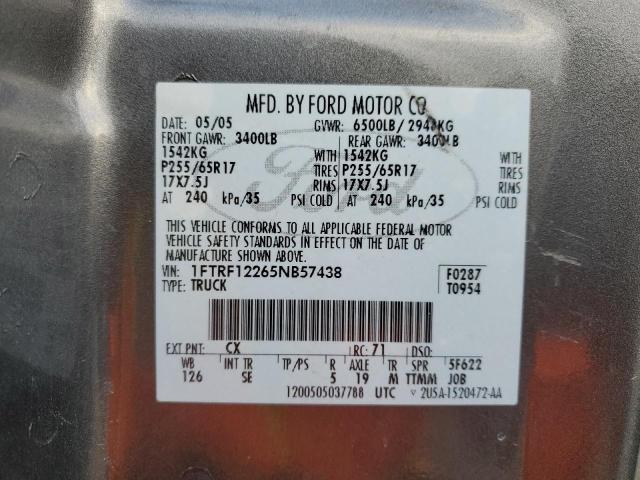 MFD. BY FORD MOTOR CO
DATE: 05/05 GVWR: 6500LB/ 2948KG
FRONT GAWR: 3400LB REAR GAWR: 3400LB
1542KG WITH 1542KG WITH
P255/65R17 TIRES P255/65R17 TIRES
17X7.5J RIMS 17X7.5J RIMS
AT 240 kPa/35 PSI COLD AT 240 kPa/35 PSI COLD
THIS VEHICLE CONFORMS TO ALL APPLICABLE FEDERAL MOTOR
VEHICLE SAFETY STANDARDS IN EFFECT ON THE DATE OF
MANUFACTURE SHOWN ABOVE.
VIN: 1FTRF12265NB57438 F0287
TYPE: TRUCK T0954
Ford
EXT PNT: CX RC: 71 DSO:
WB INT TR TP/PS R AXLE TR SPR 5F622
126 SE 5 19 M TTMM JOB
1200505037788 UTC ▽ 2U5A-1520472-AA